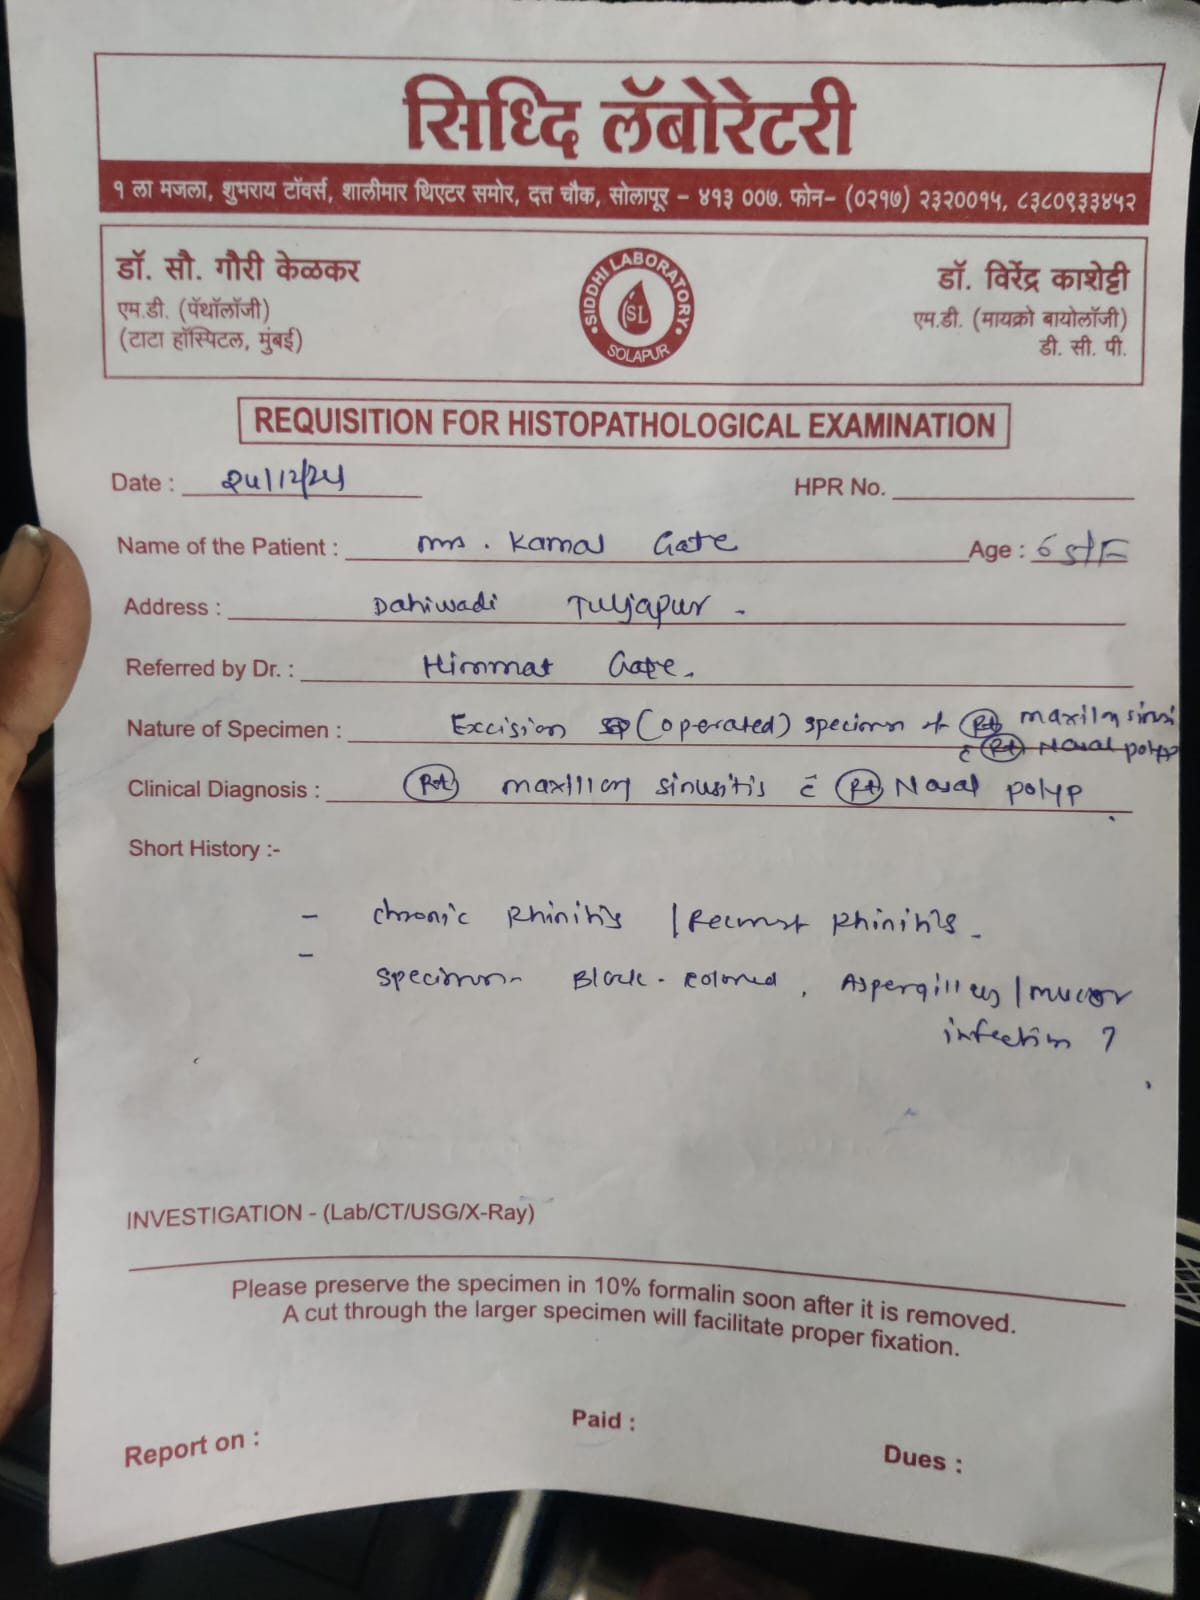 सिध्दि लॅबोरेटरी
१ ला मजला, शुभराय टॉवर्स, शालीमार थिएटर समोर, दत्त चौक, सोलापूर – ४१३ ००७. फोन– (०२१७) २३२००१५, ८३८०९३३४५२
डॉ. सौ. गौरी केळकर
एम.डी. (पॅथॉलॉजी)
(टाटा हॉस्पिटल, मुंबई)
SIDDHI LABORATORY
SL
SOLAPUR
डॉ. विरेंद्र काशेट्टी
एम.डी. (मायक्रो बायोलॉजी)
डी. सी. पी.
REQUISITION FOR HISTOPATHOLOGICAL EXAMINATION
Date :
HPR No.
Name of the Patient : Mrs. Kamal Gate Age : 65/F
Address : Dahiwadi Tuljapur.
Referred by Dr. : Himmat Gate.
Nature of Specimen : Excision (operated) specimen of Rt maxillary sinus
c̄ Rt Nasal polyp
Clinical Diagnosis : Rt maxillary sinusitis c̄ Rt Nasal polyp
Short History :-
- chronic Rhinitis / Recurrent Rhinitis.
- specimen Black-colored, Aspergillus / mucor
infection ?
INVESTIGATION - (Lab/CT/USG/X-Ray)
Please preserve the specimen in 10% formalin soon after it is removed.
A cut through the larger specimen will facilitate proper fixation.
Report on :
Paid :
Dues :